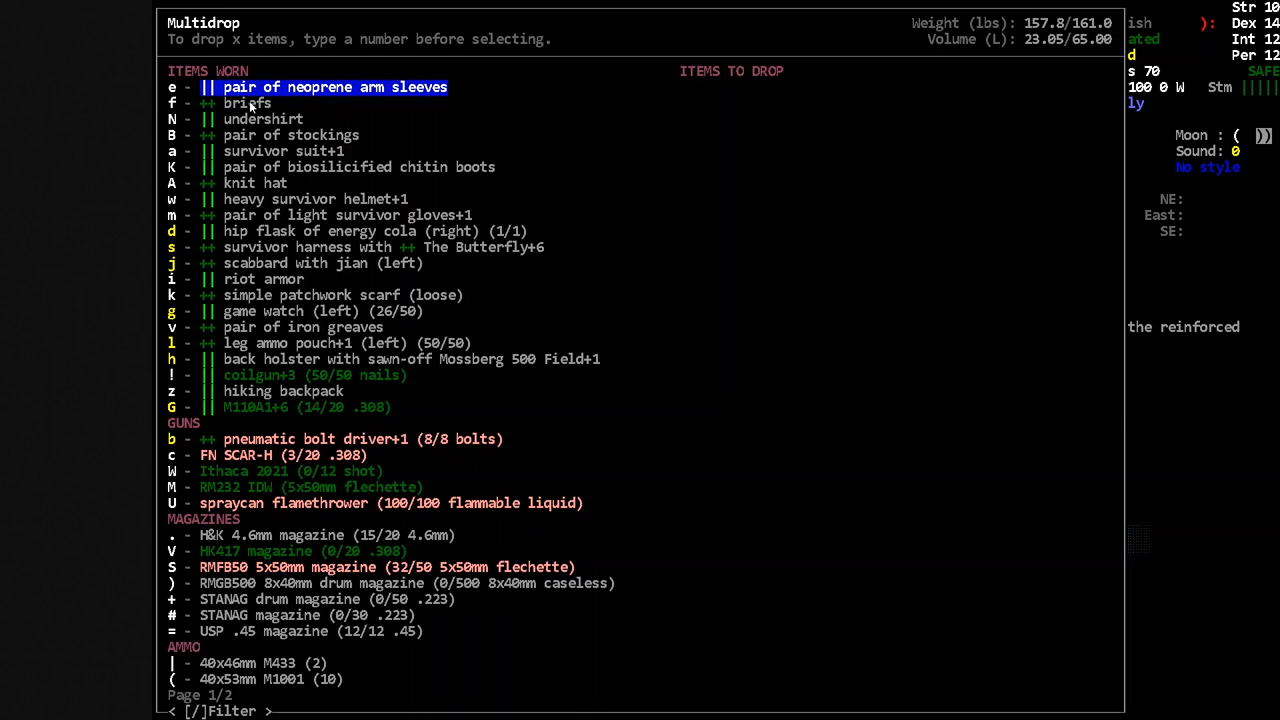 Multidrop Weight (lbs): 157.8/161.0
To drop x items, type a number before selecting. Volume (L): 23.05/65.00
ITEMS WORN ITEMS TO DROP
e - || pair of neoprene arm sleeves
f - ++ briefs
N - || undershirt
B - ++ pair of stockings
a - || survivor suit+1
K - || pair of biosilicified chitin boots
A - ++ knit hat
w - || heavy survivor helmet+1
m - ++ pair of light survivor gloves+1
d - || hip flask of energy cola (right) (1/1)
s - ++ survivor harness with ++ The Butterfly+6
j - ++ scabbard with jian (left)
i - || riot armor
k - ++ simple patchwork scarf (loose)
g - || game watch (left) (26/50)
v - ++ pair of iron greaves
l - ++ leg ammo pouch+1 (left) (50/50)
h - || back holster with sawn-off Mossberg 500 Field+1
! - || coilgun+3 (50/50 nails)
z - || hiking backpack
G - || M110A1+6 (14/20 .308)
GUNS
b - ++ pneumatic bolt driver+1 (8/8 bolts)
c - FN SCAR-H (3/20 .308)
W - Ithaca 2021 (0/12 shot)
M - RM232 IDW (5x50mm flechette)
U - spraycan flamethrower (100/100 flammable liquid)
MAGAZINES
. - H&K 4.6mm magazine (15/20 4.6mm)
V - HK417 magazine (0/20 .308)
S - RMFB50 5x50mm magazine (32/50 5x50mm flechette)
) - RMGB500 8x40mm drum magazine (0/500 8x40mm caseless)
+ - STANAG drum magazine (0/50 .223)
# - STANAG magazine (0/30 .223)
= - USP .45 magazine (12/12 .45)
AMMO
| - 40x46mm M433 (2)
( - 40x53mm M1001 (10)
Page 1/2
< [/]Filter >
Str 10
ish ): Dex 14
ated Int 12
d Per 12
s 70 SAFE
100 0 W Stm |||||
ly
Moon : ( ))
Sound: 0
No style
NE:
East:
SE:
the reinforced